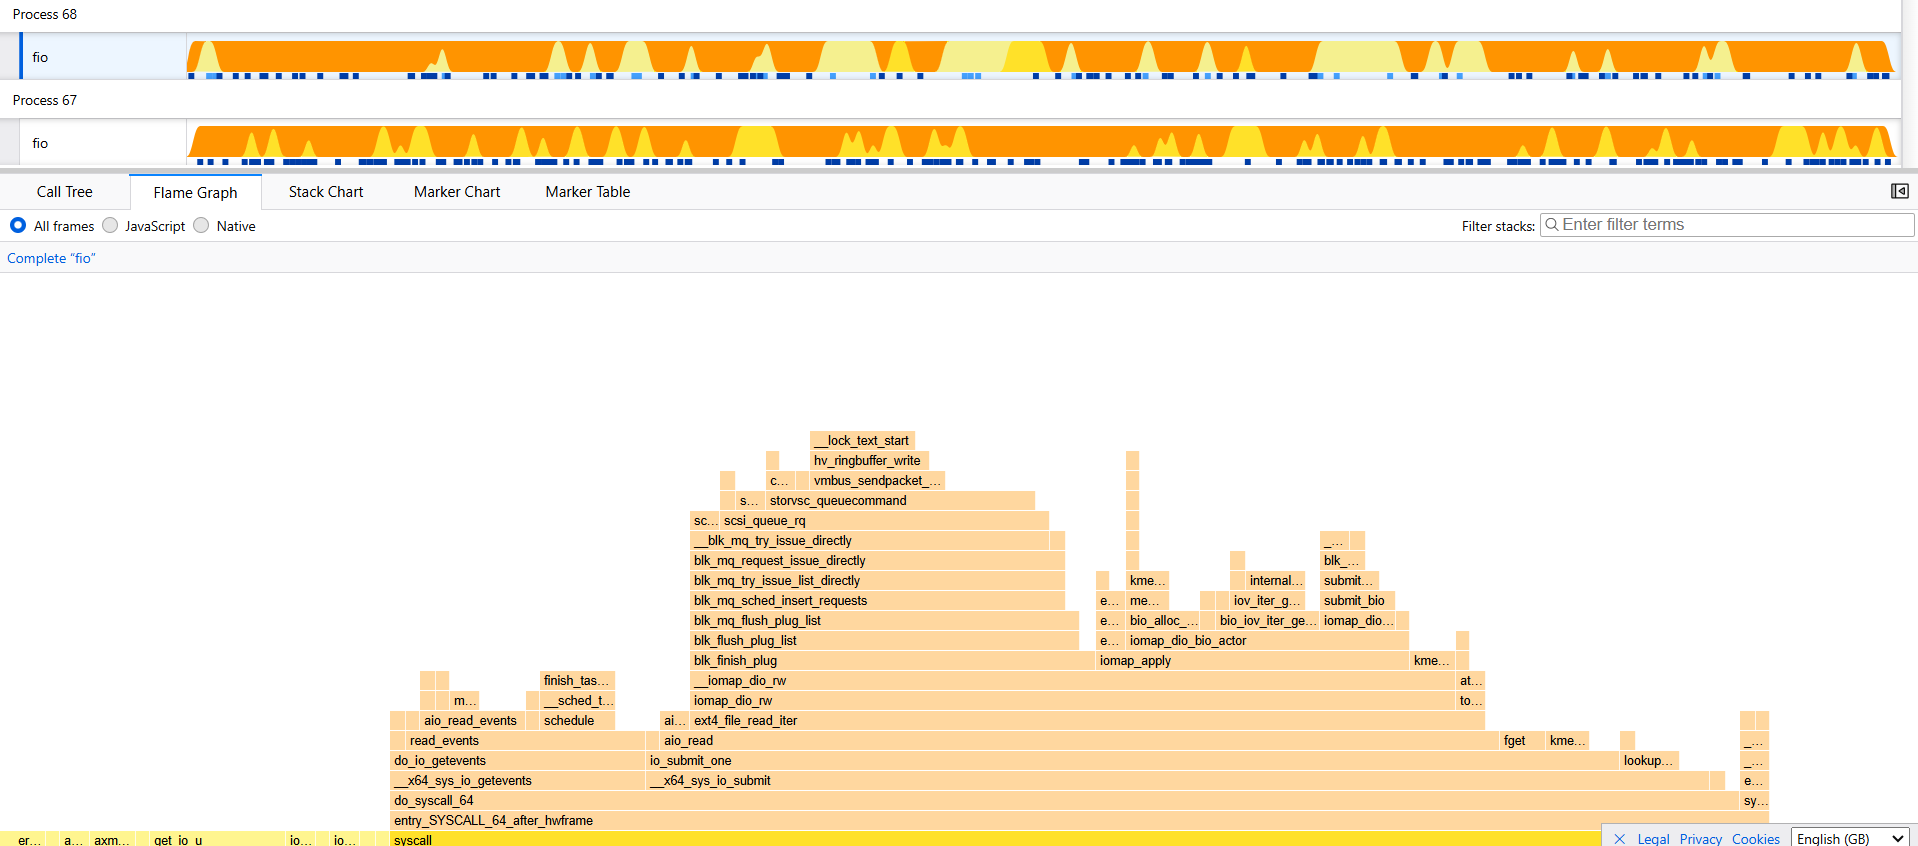 Process 68
fio
Process 67
fio
Call Tree Flame Graph Stack Chart Marker Chart Marker Table
All frames JavaScript Native Filter stacks: Enter filter terms
Complete “fio”
__lock_text_start
hv_ringbuffer_write
c... vmbus_sendpacket_...
s... storvsc_queuecommand
sc... scsi_queue_rq
__blk_mq_try_issue_directly _...
blk_mq_request_issue_directly blk_...
blk_mq_try_issue_list_directly kme... internal... submit...
blk_mq_sched_insert_requests e... me... iov_iter_g... submit_bio
blk_mq_flush_plug_list e... bio_alloc_... bio_iov_iter_ge... iomap_dio...
blk_flush_plug_list e... iomap_dio_bio_actor
blk_finish_plug iomap_apply kme...
finish_tas... __iomap_dio_rw at...
m... __sched_t... iomap_dio_rw to...
aio_read_events schedule ai... ext4_file_read_iter
read_events aio_read fget kme... _...
do_io_getevents io_submit_one lookup... _...
__x64_sys_io_getevents __x64_sys_io_submit e...
do_syscall_64 sy...
entry_SYSCALL_64_after_hwframe
er... a... axm... get_io_u io... io... syscall Legal Privacy Cookies English (GB)